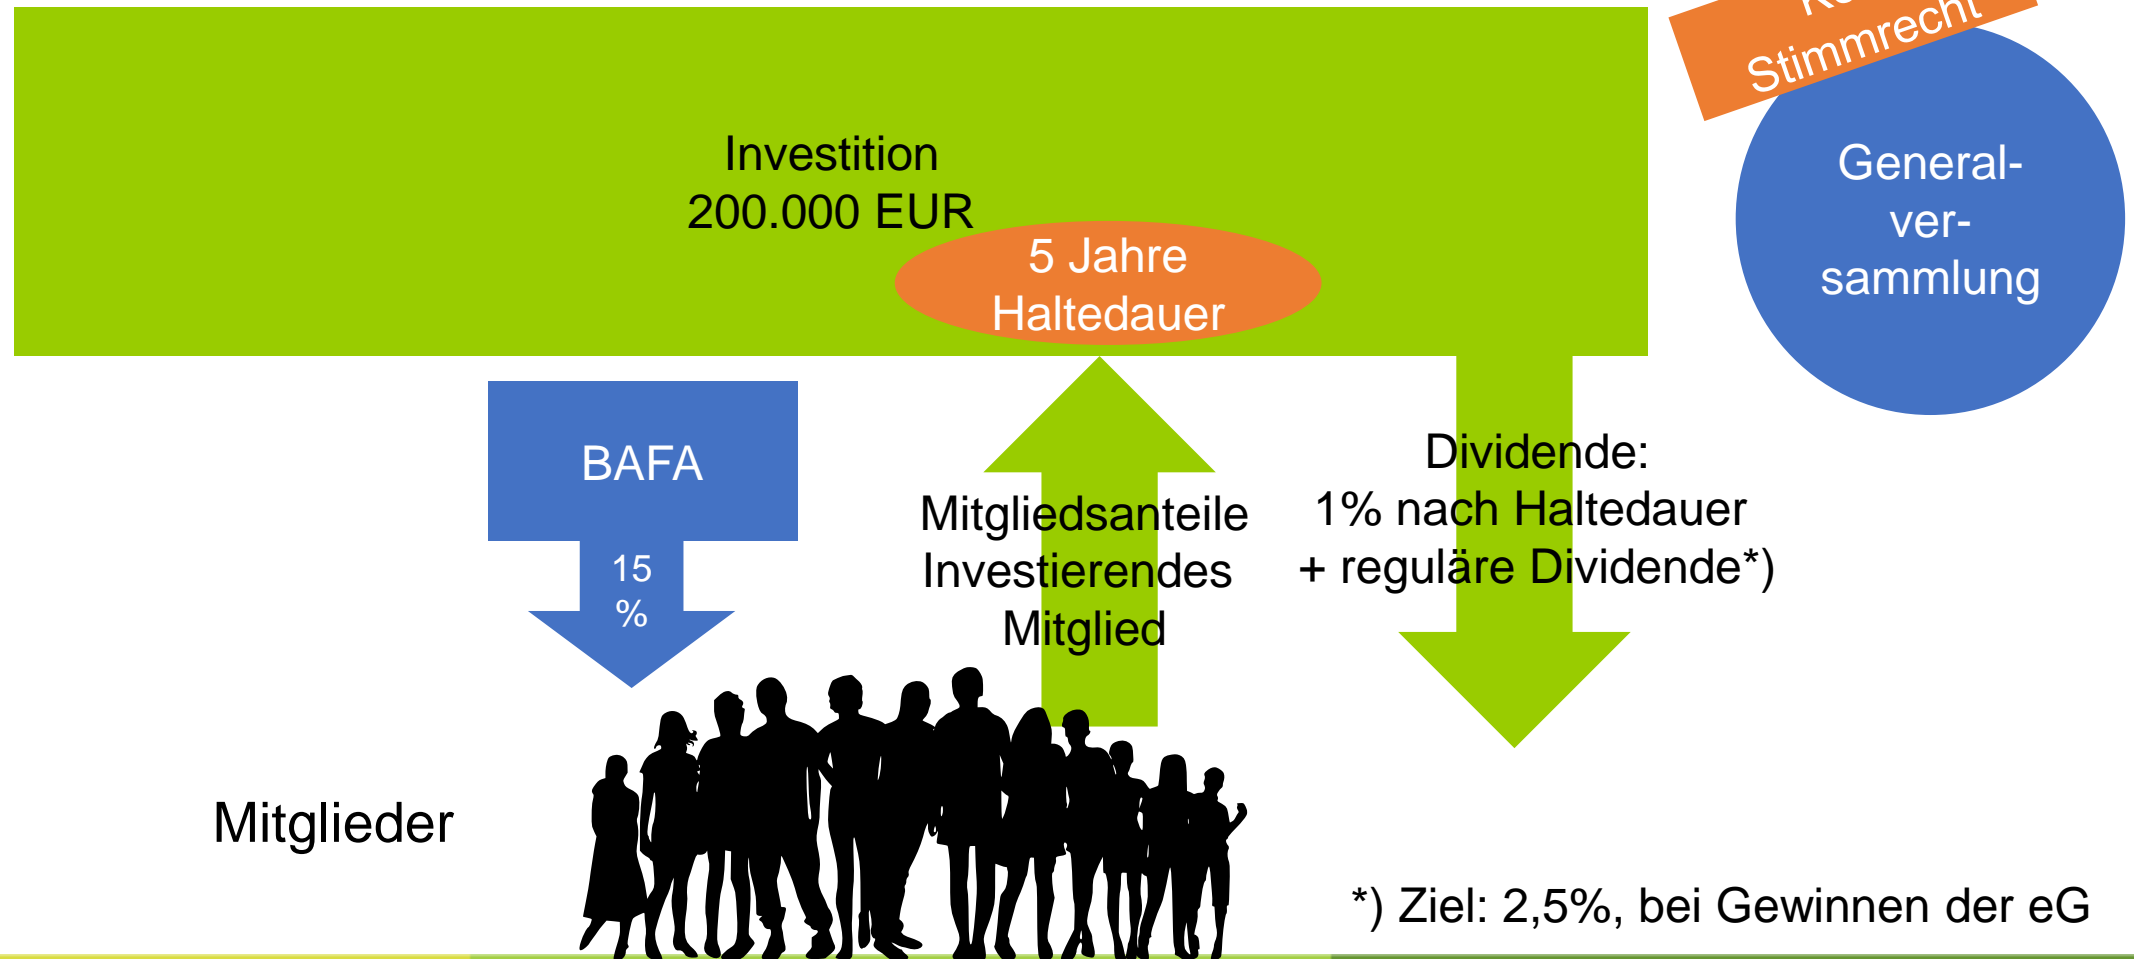 Stimmrecht
Investition
200.000 EUR
5 Jahre
Haltedauer
General-
ver-
sammlung
BAFA
15
%
Mitgliedsanteile
Investierendes
Mitglied
Dividende:
1% nach Haltedauer
+ reguläre Dividende*)
Mitglieder
*) Ziel: 2,5%, bei Gewinnen der eG